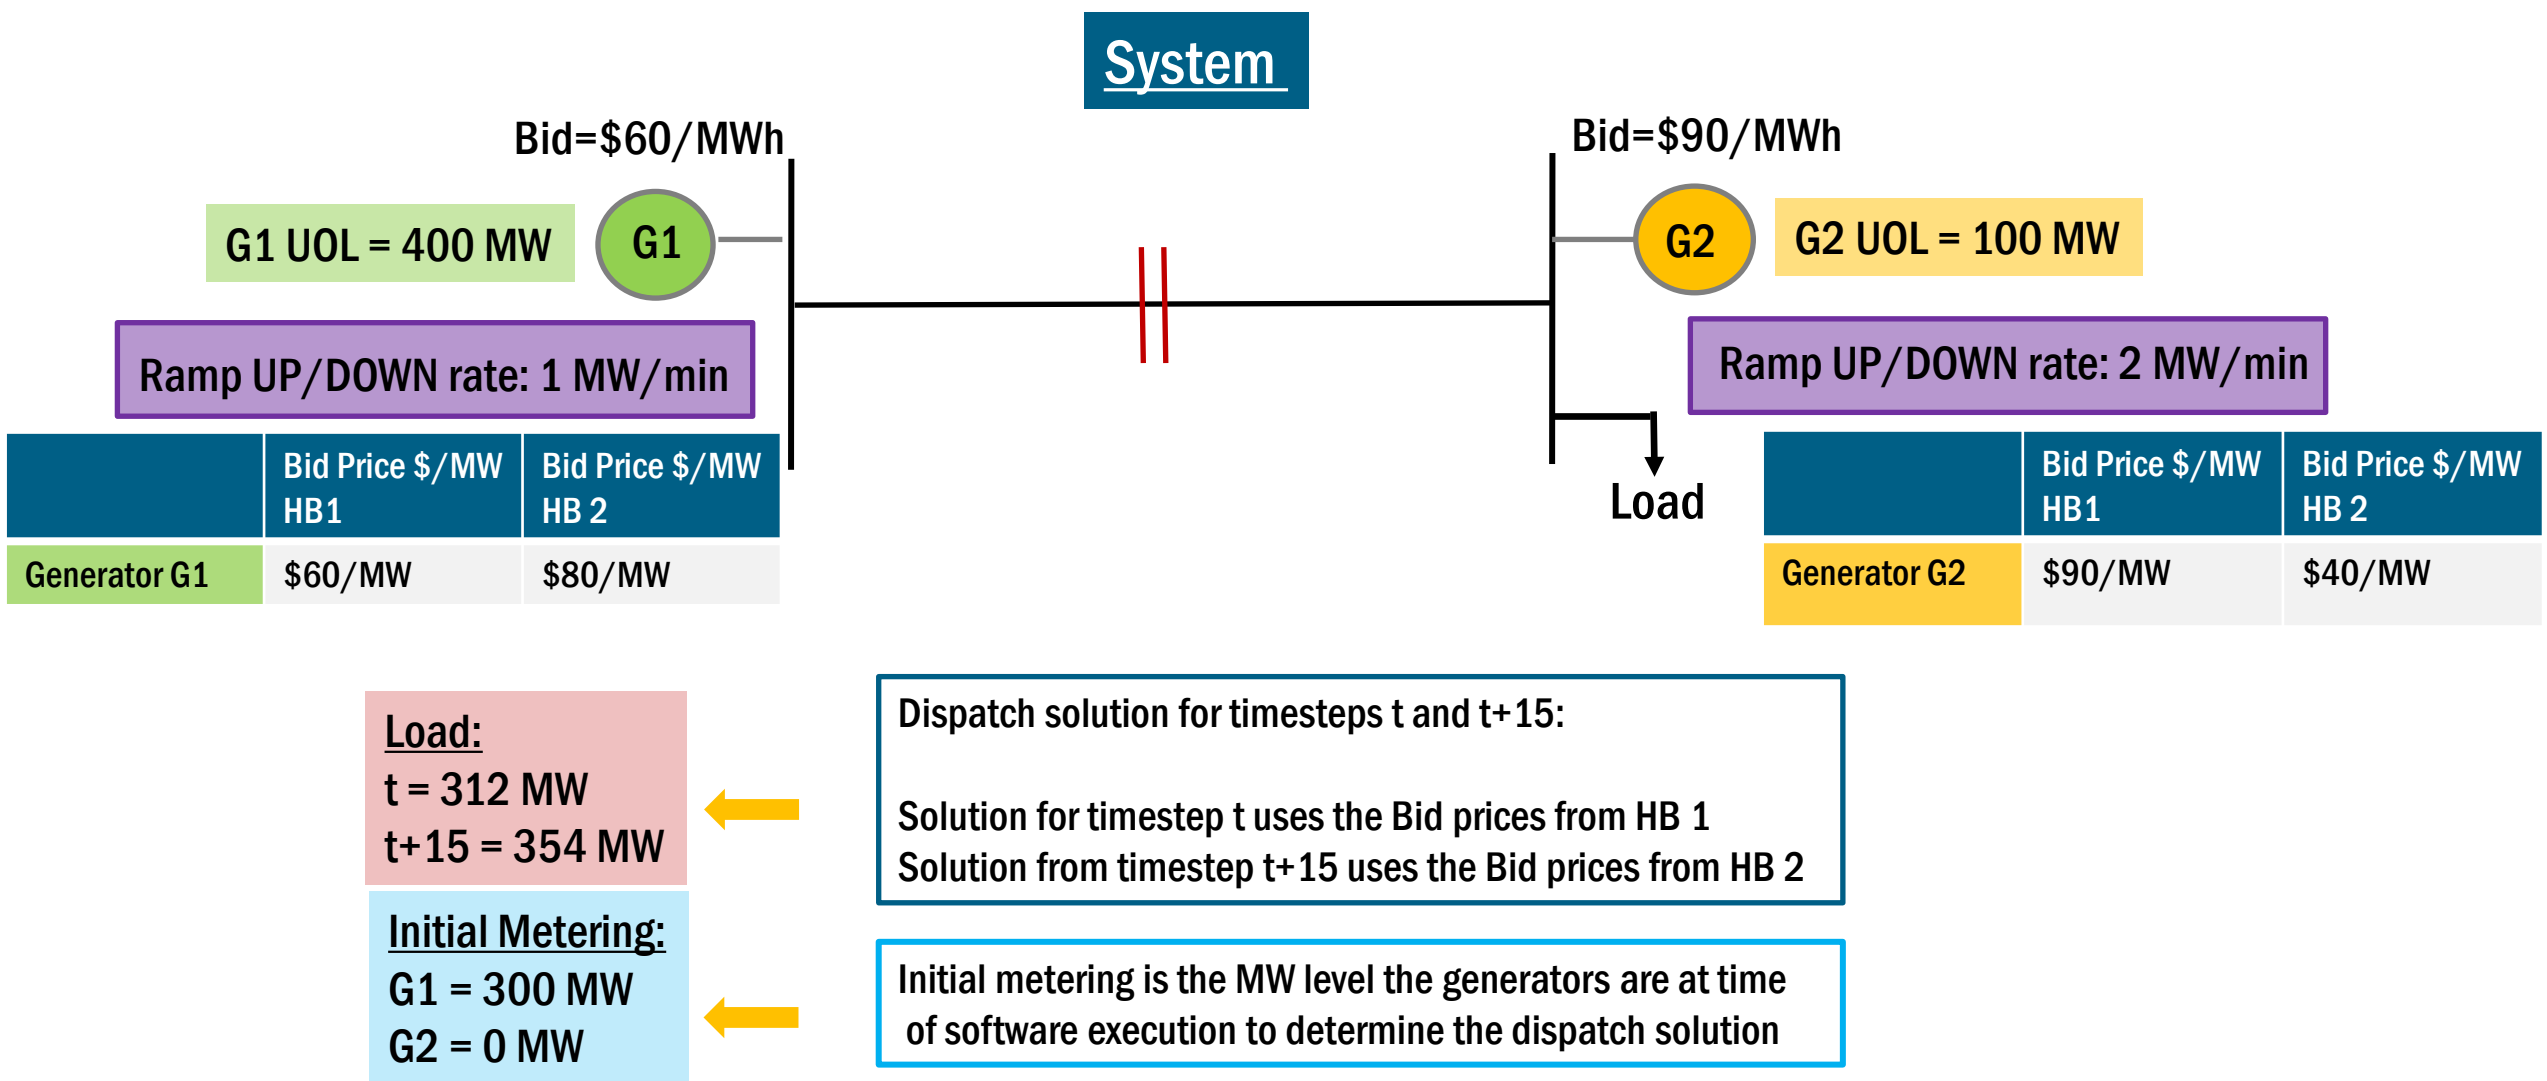 System
Bid=$60/MWh
G1 UOL = 400 MW
G1
Ramp UP/DOWN rate: 1 MW/min
Bid=$90/MWh
G2
G2 UOL = 100 MW
Ramp UP/DOWN rate: 2 MW/min
Load
Bid Price $/MW Bid Price $/MW
HB1 HB 2
Generator G1 $60/MW $80/MW
Bid Price $/MW Bid Price $/MW
HB1 HB 2
Generator G2 $90/MW $40/MW
Load:
t = 312 MW
t+15 = 354 MW
Dispatch solution for timesteps t and t+15:
Solution for timestep t uses the Bid prices from HB 1
Solution from timestep t+15 uses the Bid prices from HB 2
Initial Metering:
G1 = 300 MW
G2 = 0 MW
Initial metering is the MW level the generators are at time
of software execution to determine the dispatch solution